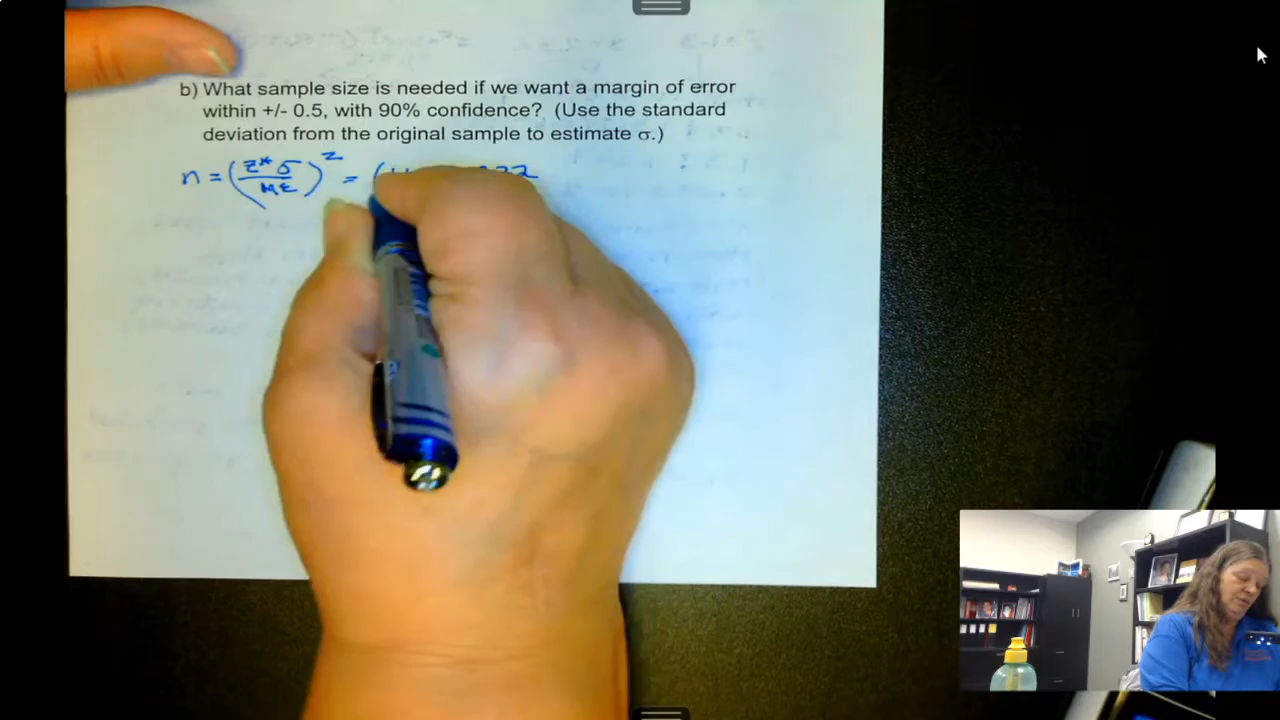 b) What sample size is needed if we want a margin of error
within +/- 0.5, with 90% confidence? (Use the standard
deviation from the original sample to estimate σ.)
n = (z* σ / ME)² = (